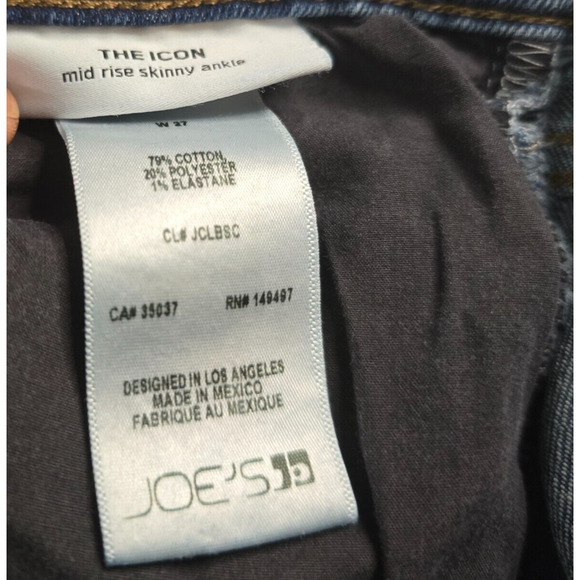 THE ICON
mid rise skinny ankle
W 27
79% COTTON,
20% POLYESTER
1% ELASTANE
CL# JCLBSC
CA# 35037 RN# 149497
DESIGNED IN LOS ANGELES
MADE IN MEXICO
FABRIQUÉ AU MEXIQUE
JOE'S